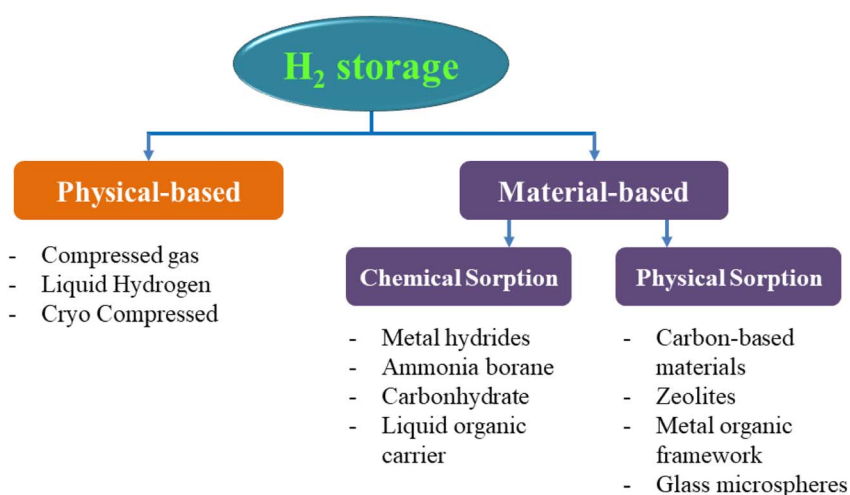 H₂ storage
Physical-based
- Compressed gas
- Liquid Hydrogen
- Cryo Compressed
Material-based
Chemical Sorption
- Metal hydrides
- Ammonia borane
- Carbonhydrate
- Liquid organic
carrier
Physical Sorption
- Carbon-based
materials
- Zeolites
- Metal organic
framework
- Glass microspheres